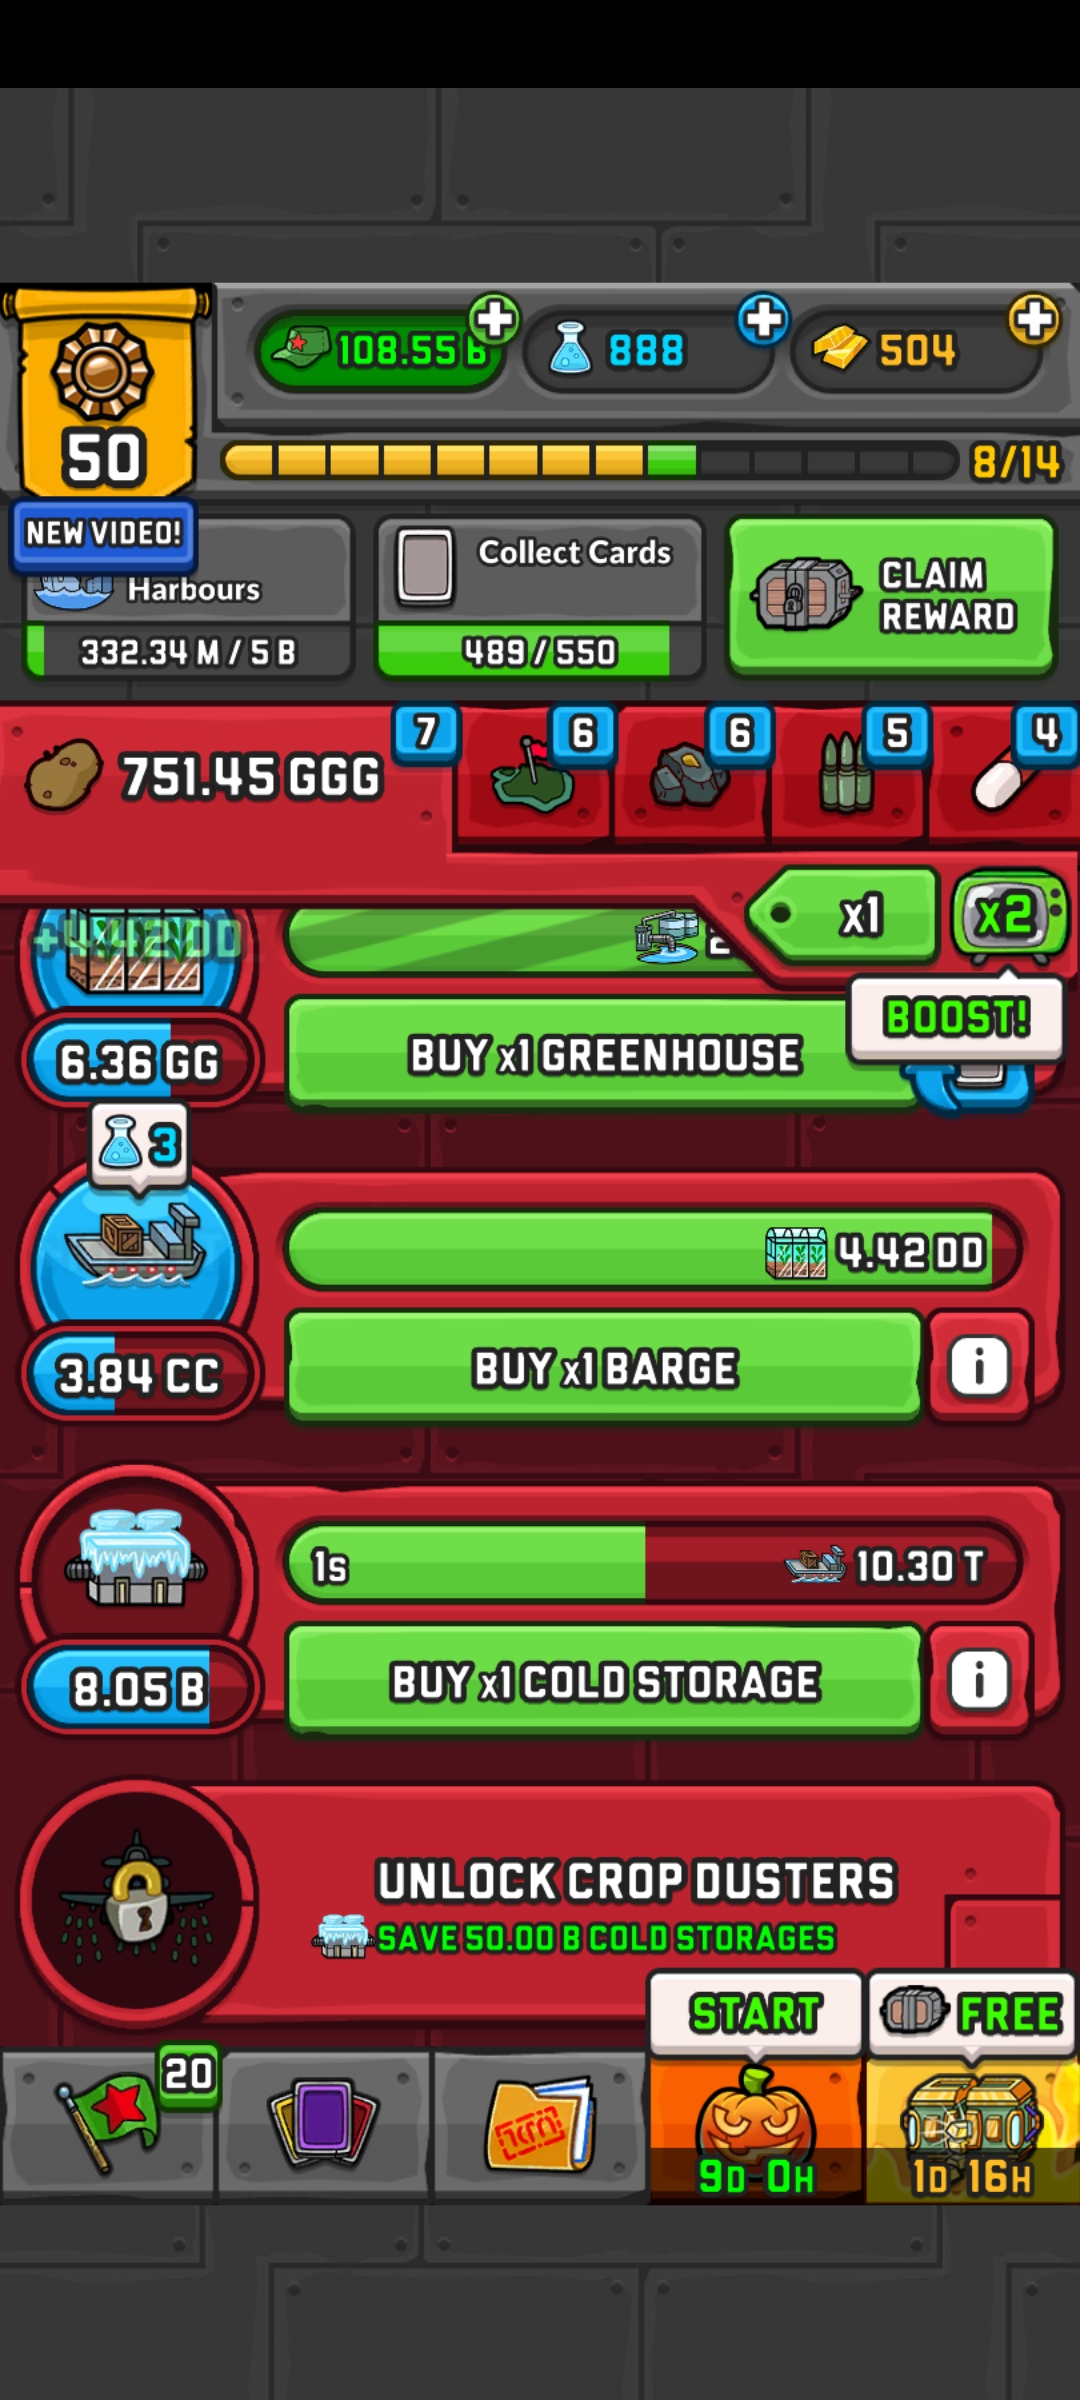 108.55 B
888
504
50
8/14
NEW VIDEO!
Harbours
332.34 M / 5 B
Collect Cards
489 / 550
CLAIM
REWARD
751.45 GGG
7
6
6
5
4
x1
x2
BOOST!
+4.42 DD
6.36 GG
BUY x1 GREENHOUSE
3
4.42 DD
3.84 CC
BUY x1 BARGE
i
1s
10.30 T
8.05 B
BUY x1 COLD STORAGE
i
UNLOCK CROP DUSTERS
SAVE 50.00 B COLD STORAGES
START
FREE
20
9D 0H
1D 16H